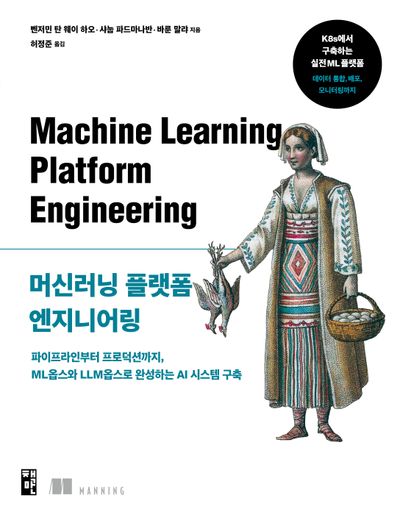 벤저민 탄 웨이 하오·샤눕 파드마나반·바룬 말랴 지음
허정준 옮김
K8s에서
구축하는
실전 ML 플랫폼
데이터 통합, 배포,
모니터링까지
Machine Learning
Platform
Engineering
머신러닝 플랫폼
엔지니어링
파이프라인부터 프로덕션까지,
ML옵스와 LLM옵스로 완성하는 AI 시스템 구축
책만
MANNING